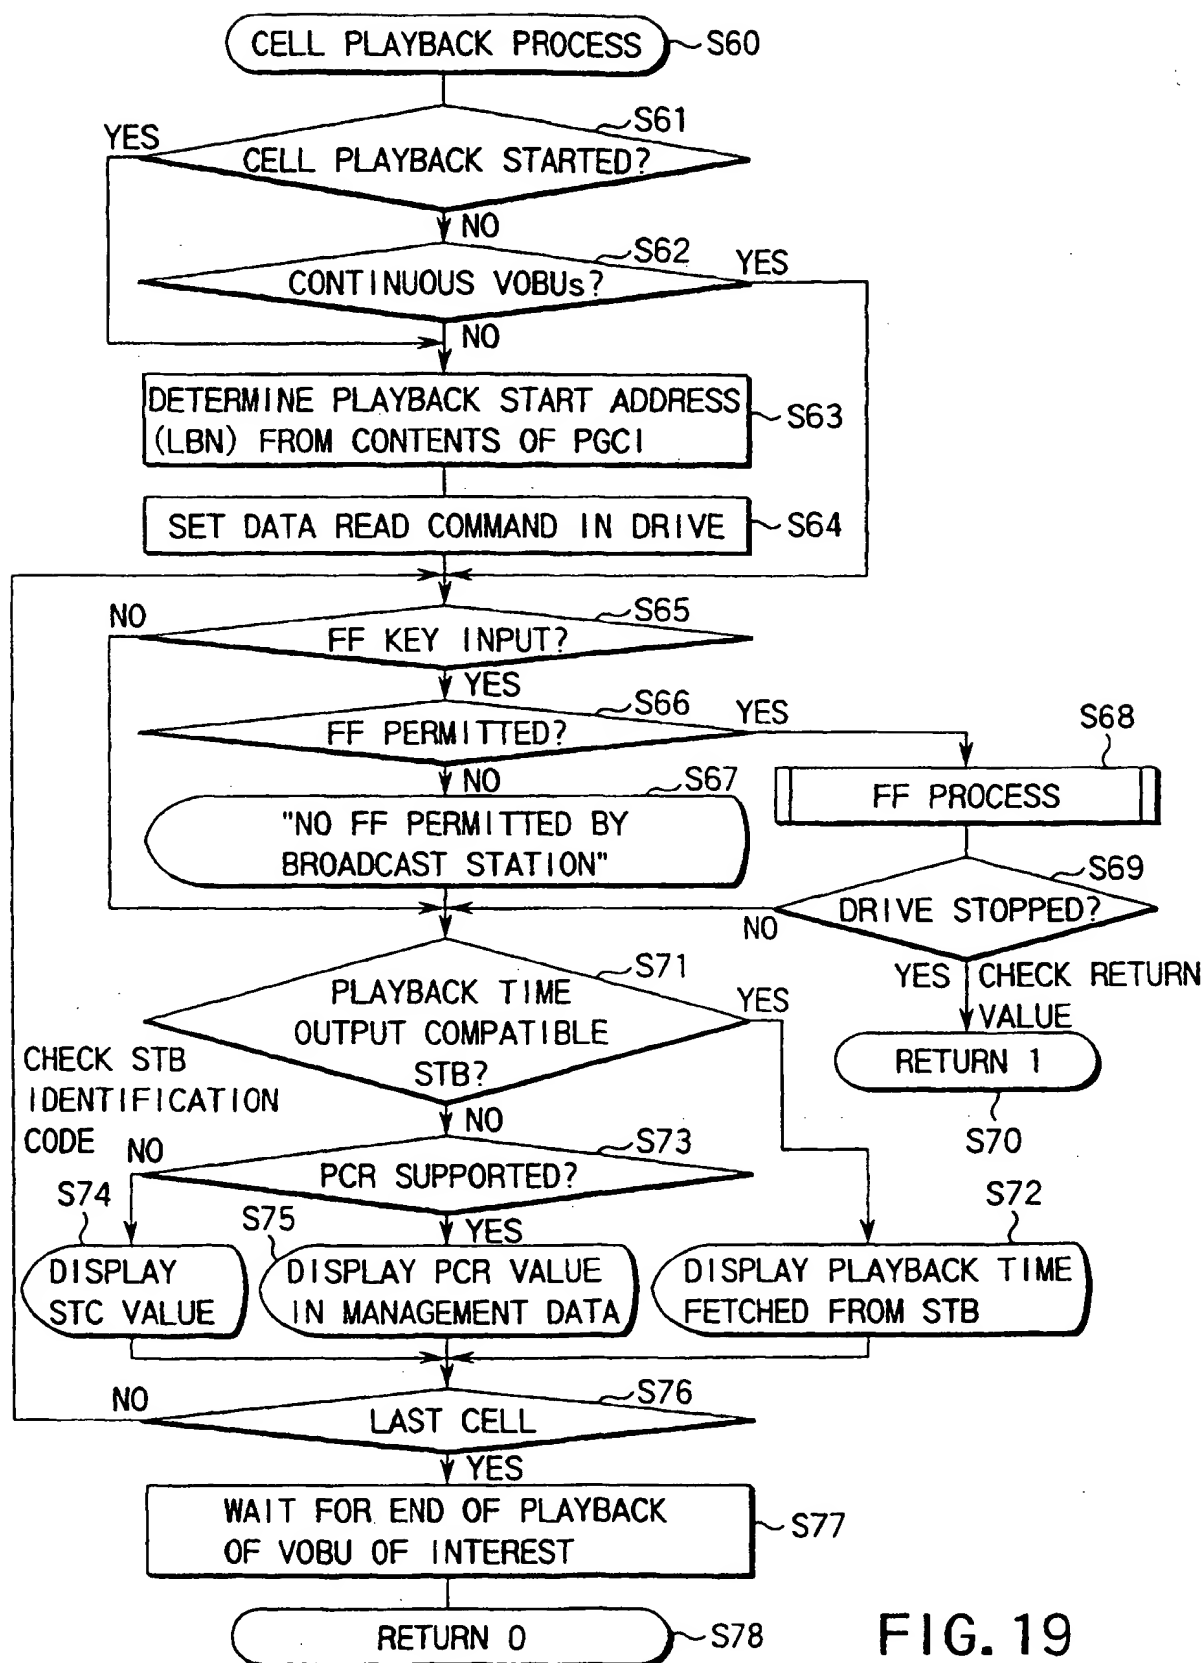 CELL PLAYBACK PROCESS
S60
S61
YES
CELL PLAYBACK STARTED?
NO
S62
CONTINUOUS VOBUs?
YES
NO
DETERMINE PLAYBACK START ADDRESS
(LBN) FROM CONTENTS OF PGCI
S63
SET DATA READ COMMAND IN DRIVE
S64
NO
S65
FF KEY INPUT?
YES
S66
FF PERMITTED?
YES
S68
NO
S67
FF PROCESS
"NO FF PERMITTED BY
BROADCAST STATION"
S69
DRIVE STOPPED?
NO
YES
CHECK RETURN
VALUE
RETURN 1
S70
S71
PLAYBACK TIME
OUTPUT COMPATIBLE
STB?
YES
NO
CHECK STB
IDENTIFICATION
CODE
NO
S73
PCR SUPPORTED?
S74
S75
YES
S72
DISPLAY
STC VALUE
DISPLAY PCR VALUE
IN MANAGEMENT DATA
DISPLAY PLAYBACK TIME
FETCHED FROM STB
NO
S76
LAST CELL
YES
WAIT FOR END OF PLAYBACK
OF VOBU OF INTEREST
S77
RETURN 0
S78
FIG. 19